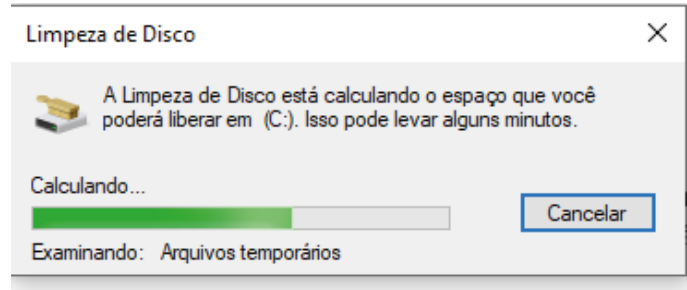 Limpeza de Disco
A Limpeza de Disco está calculando o espaço que você
poderá liberar em  (C:). Isso pode levar alguns minutos.
Calculando...
Cancelar
Examinando:   Arquivos temporários